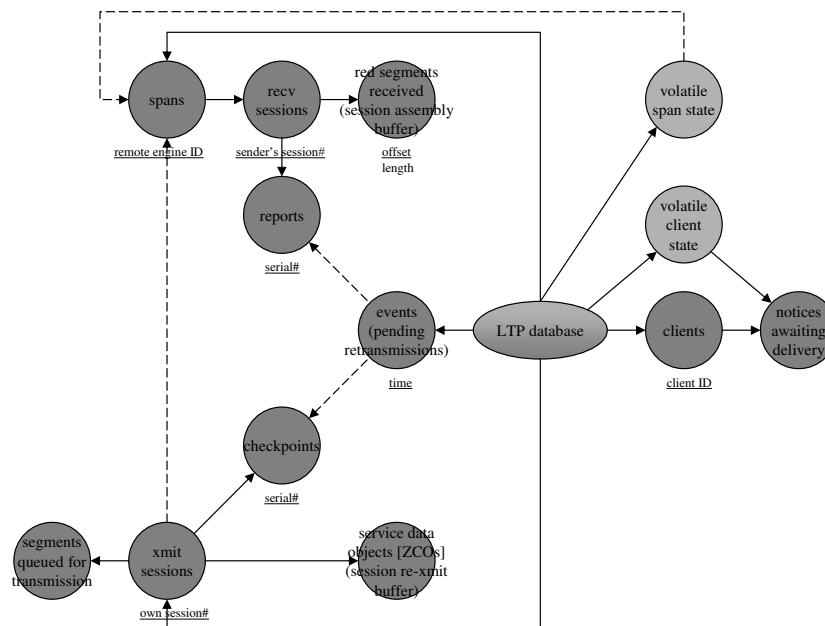 spans
remote engine ID
recv
sessions
sender's session#
red segments
received
(session assembly
buffer)
offset
length
volatile
span state
reports
serial#
volatile
client
state
events
(pending
retransmissions)
time
LTP database
clients
client ID
notices
awaiting
delivery
checkpoints
serial#
segments
queued for
transmission
xmit
sessions
own session#
service data
objects [ZCOs]
(session re-xmit
buffer)